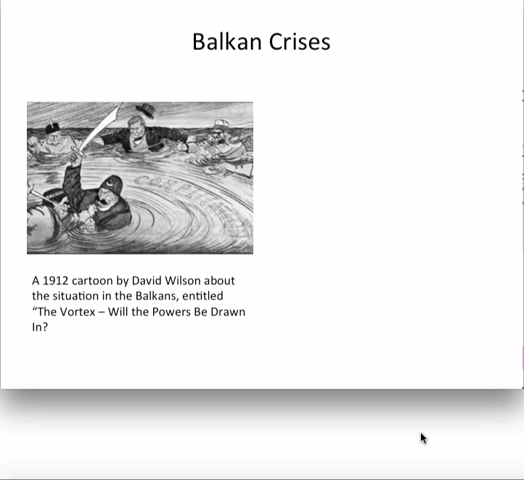 Balkan Crises
A 1912 cartoon by David Wilson about
the situation in the Balkans, entitled
“The Vortex – Will the Powers Be Drawn
In?